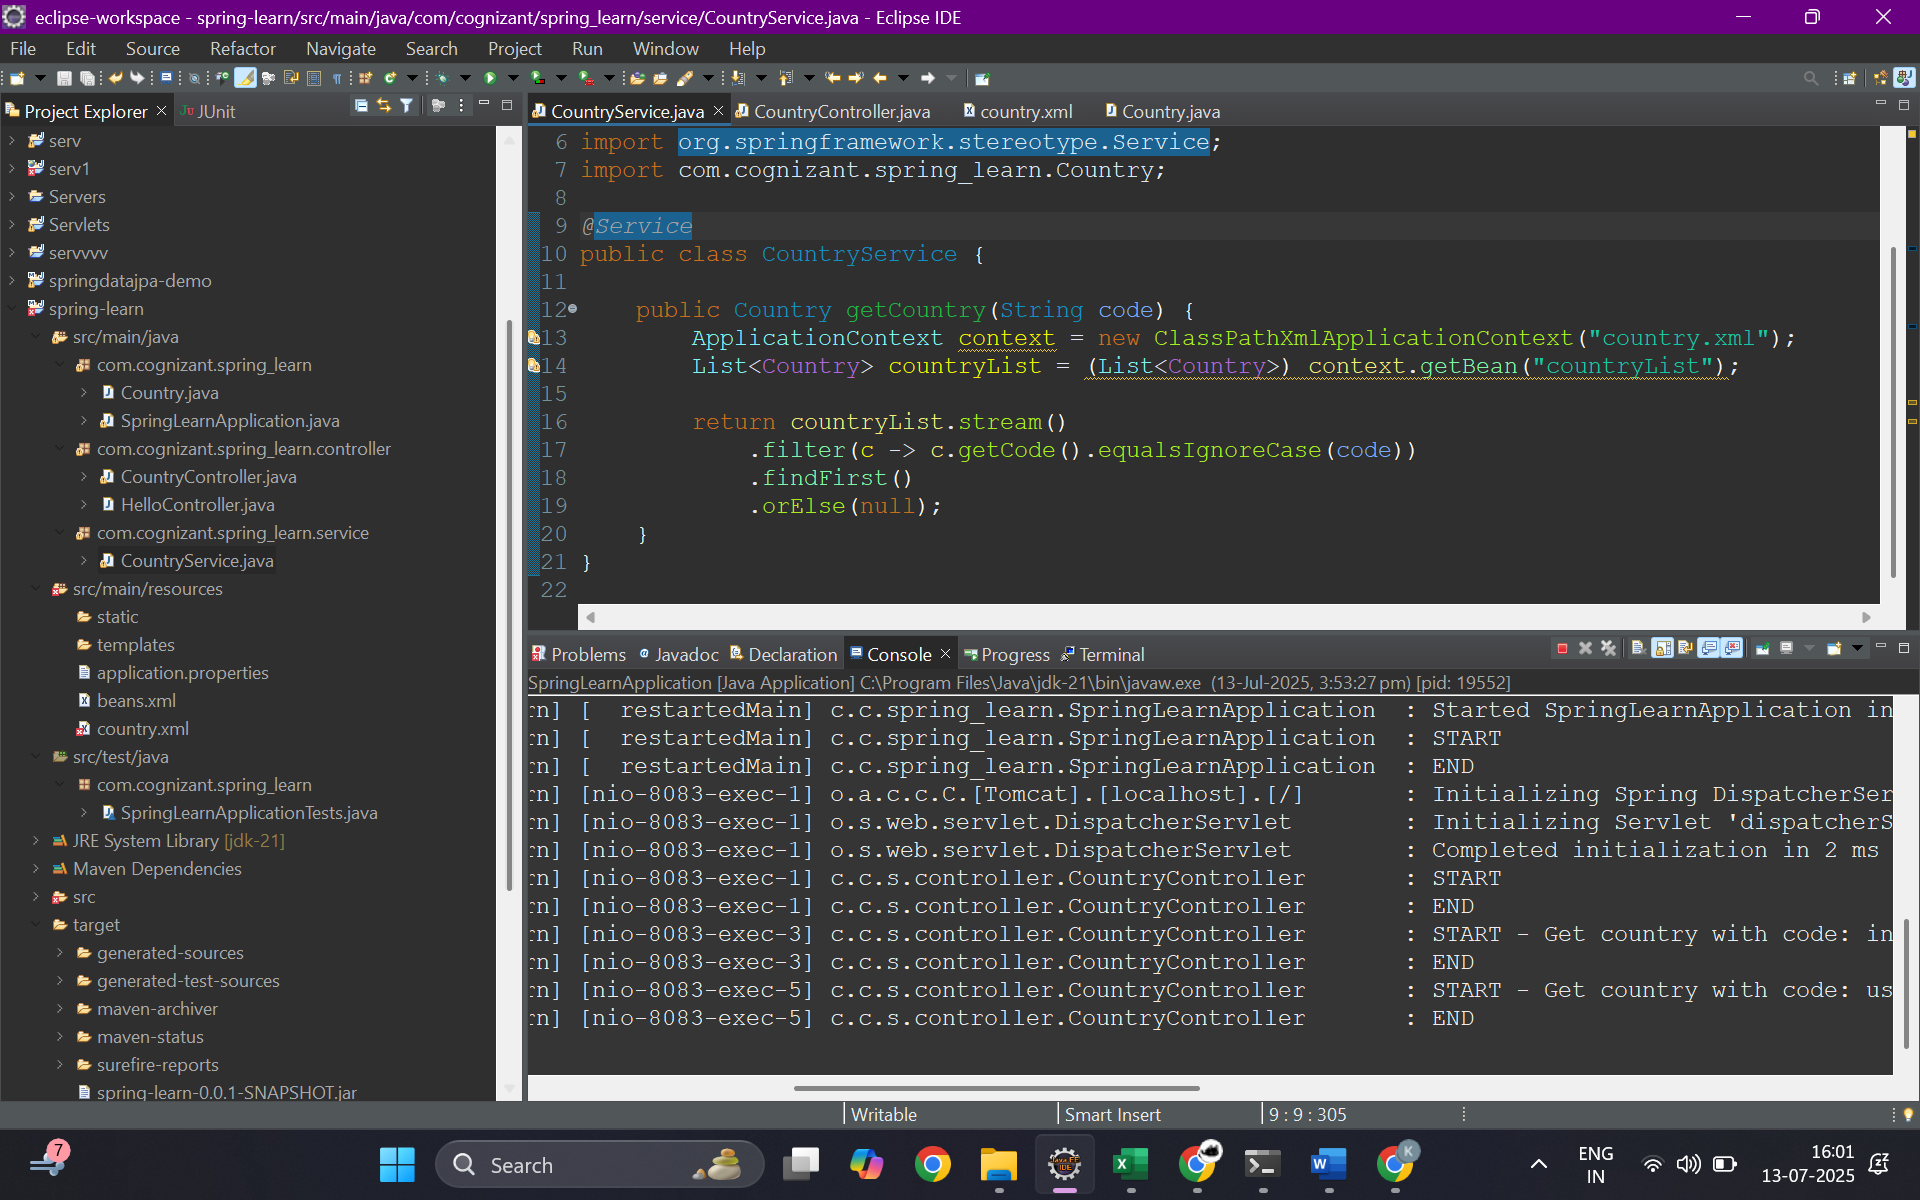 eclipse-workspace - spring-learn/src/main/java/com/cognizant/spring_learn/service/CountryService.java - Eclipse IDE
File Edit Source Refactor Navigate Search Project Run Window Help
Project Explorer
JUnit
serv
serv1
Servers
Servlets
servvvv
springdatajpa-demo
spring-learn
src/main/java
com.cognizant.spring_learn
Country.java
SpringLearnApplication.java
com.cognizant.spring_learn.controller
CountryController.java
HelloController.java
com.cognizant.spring_learn.service
CountryService.java
src/main/resources
static
templates
application.properties
beans.xml
country.xml
src/test/java
com.cognizant.spring_learn
SpringLearnApplicationTests.java
JRE System Library [jdk-21]
Maven Dependencies
src
target
generated-sources
generated-test-sources
maven-archiver
maven-status
surefire-reports
spring-learn-0.0.1-SNAPSHOT.jar
CountryService.java CountryController.java country.xml Country.java
6 import org.springframework.stereotype.Service;
7 import com.cognizant.spring_learn.Country;
8
9 @Service
10 public class CountryService {
11
12 public Country getCountry(String code) {
13 ApplicationContext context = new ClassPathXmlApplicationContext("country.xml");
14 List<Country> countryList = (List<Country>) context.getBean("countryList");
15
16 return countryList.stream()
17 .filter(c -> c.getCode().equalsIgnoreCase(code))
18 .findFirst()
19 .orElse(null);
20 }
21 }
22
Problems Javadoc Declaration Console Progress Terminal
SpringLearnApplication [Java Application] C:\Program Files\Java\jdk-21\bin\javaw.exe (13-Jul-2025, 3:53:27 pm) [pid: 19552]
rn] [ restartedMain] c.c.spring_learn.SpringLearnApplication : Started SpringLearnApplication in
rn] [ restartedMain] c.c.spring_learn.SpringLearnApplication : START
rn] [ restartedMain] c.c.spring_learn.SpringLearnApplication : END
rn] [nio-8083-exec-1] o.a.c.c.C.[Tomcat].[localhost].[/] : Initializing Spring DispatcherSer
rn] [nio-8083-exec-1] o.s.web.servlet.DispatcherServlet : Initializing Servlet 'dispatcherS
rn] [nio-8083-exec-1] o.s.web.servlet.DispatcherServlet : Completed initialization in 2 ms
rn] [nio-8083-exec-1] c.c.s.controller.CountryController : START
rn] [nio-8083-exec-1] c.c.s.controller.CountryController : END
rn] [nio-8083-exec-3] c.c.s.controller.CountryController : START - Get country with code: in
rn] [nio-8083-exec-3] c.c.s.controller.CountryController : END
rn] [nio-8083-exec-5] c.c.s.controller.CountryController : START - Get country with code: us
rn] [nio-8083-exec-5] c.c.s.controller.CountryController : END
Writable Smart Insert 9 : 9 : 305
7
Search
ENG
IN
16:01
13-07-2025